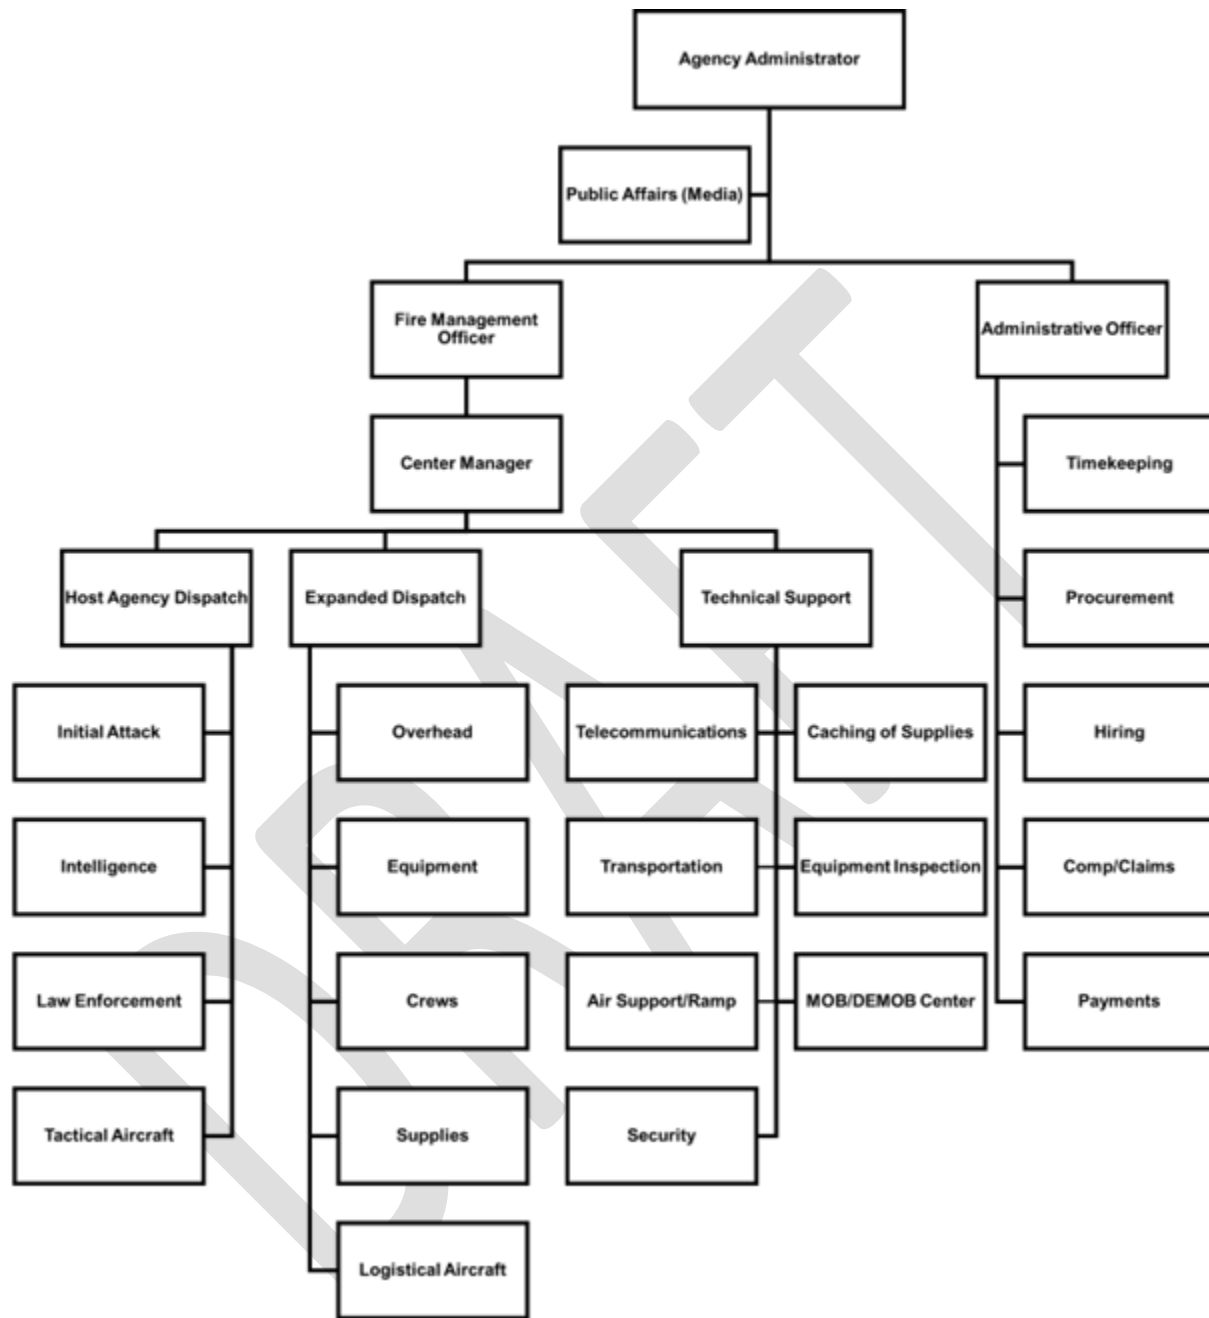 Agency Administrator
Public Affairs (Media)
Fire Management
Officer
Administrative Officer
Center Manager
Timekeeping
Host Agency Dispatch
Expanded Dispatch
Technical Support
Procurement
Initial Attack
Overhead
Telecommunications
Caching of Supplies
Hiring
Intelligence
Equipment
Transportation
Equipment Inspection
Comp/Claims
Law Enforcement
Crews
Air Support/Ramp
MOB/DEMOB Center
Payments
Tactical Aircraft
Supplies
Security
Logistical Aircraft
DRAFT